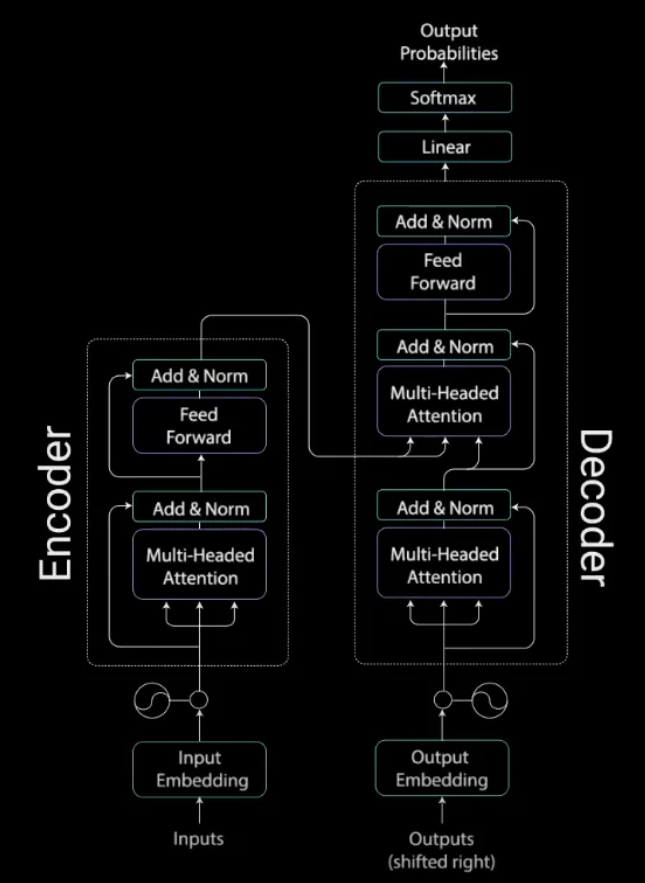 Output
Probabilities
Softmax
Linear
Add & Norm
Feed
Forward
Add & Norm
Multi-Headed
Attention
Add & Norm
Multi-Headed
Attention
Decoder
Output
Embedding
Outputs
(shifted right)
Encoder
Add & Norm
Feed
Forward
Add & Norm
Multi-Headed
Attention
Input
Embedding
Inputs